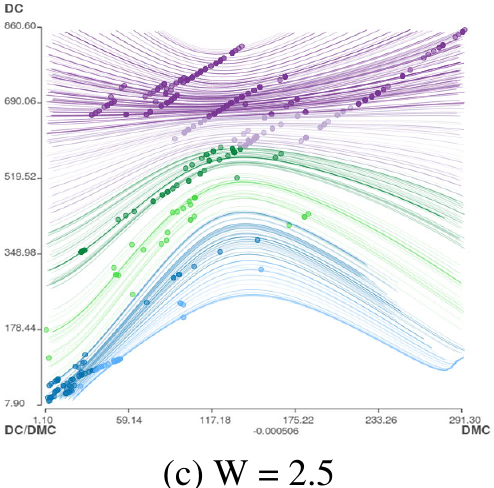 DC
860.60
690.06
519.52
348.98
178.44
7.90
1.10 59.14 117.18 175.22 233.26 291.30
DC/DMC -0.000506 DMC
(c) W = 2.5